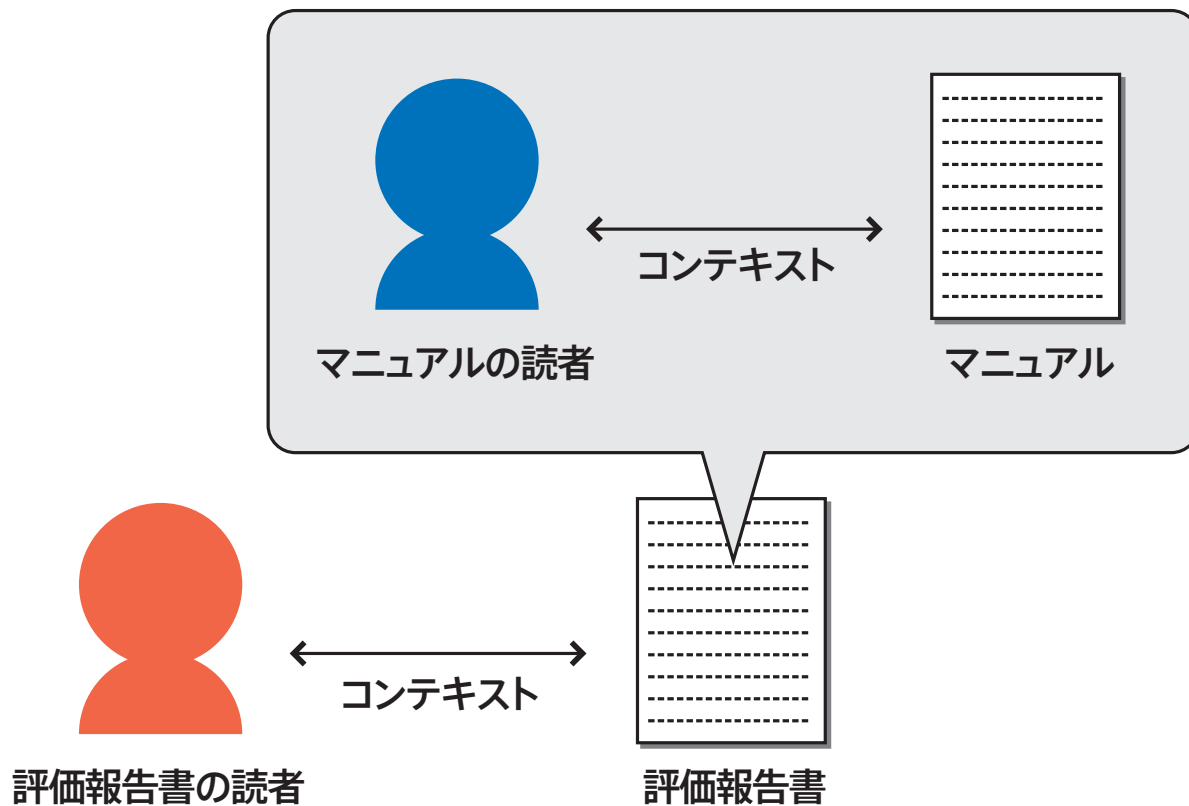 コンテキスト
マニュアルの読者
マニュアル
コンテキスト
評価報告書の読者
評価報告書